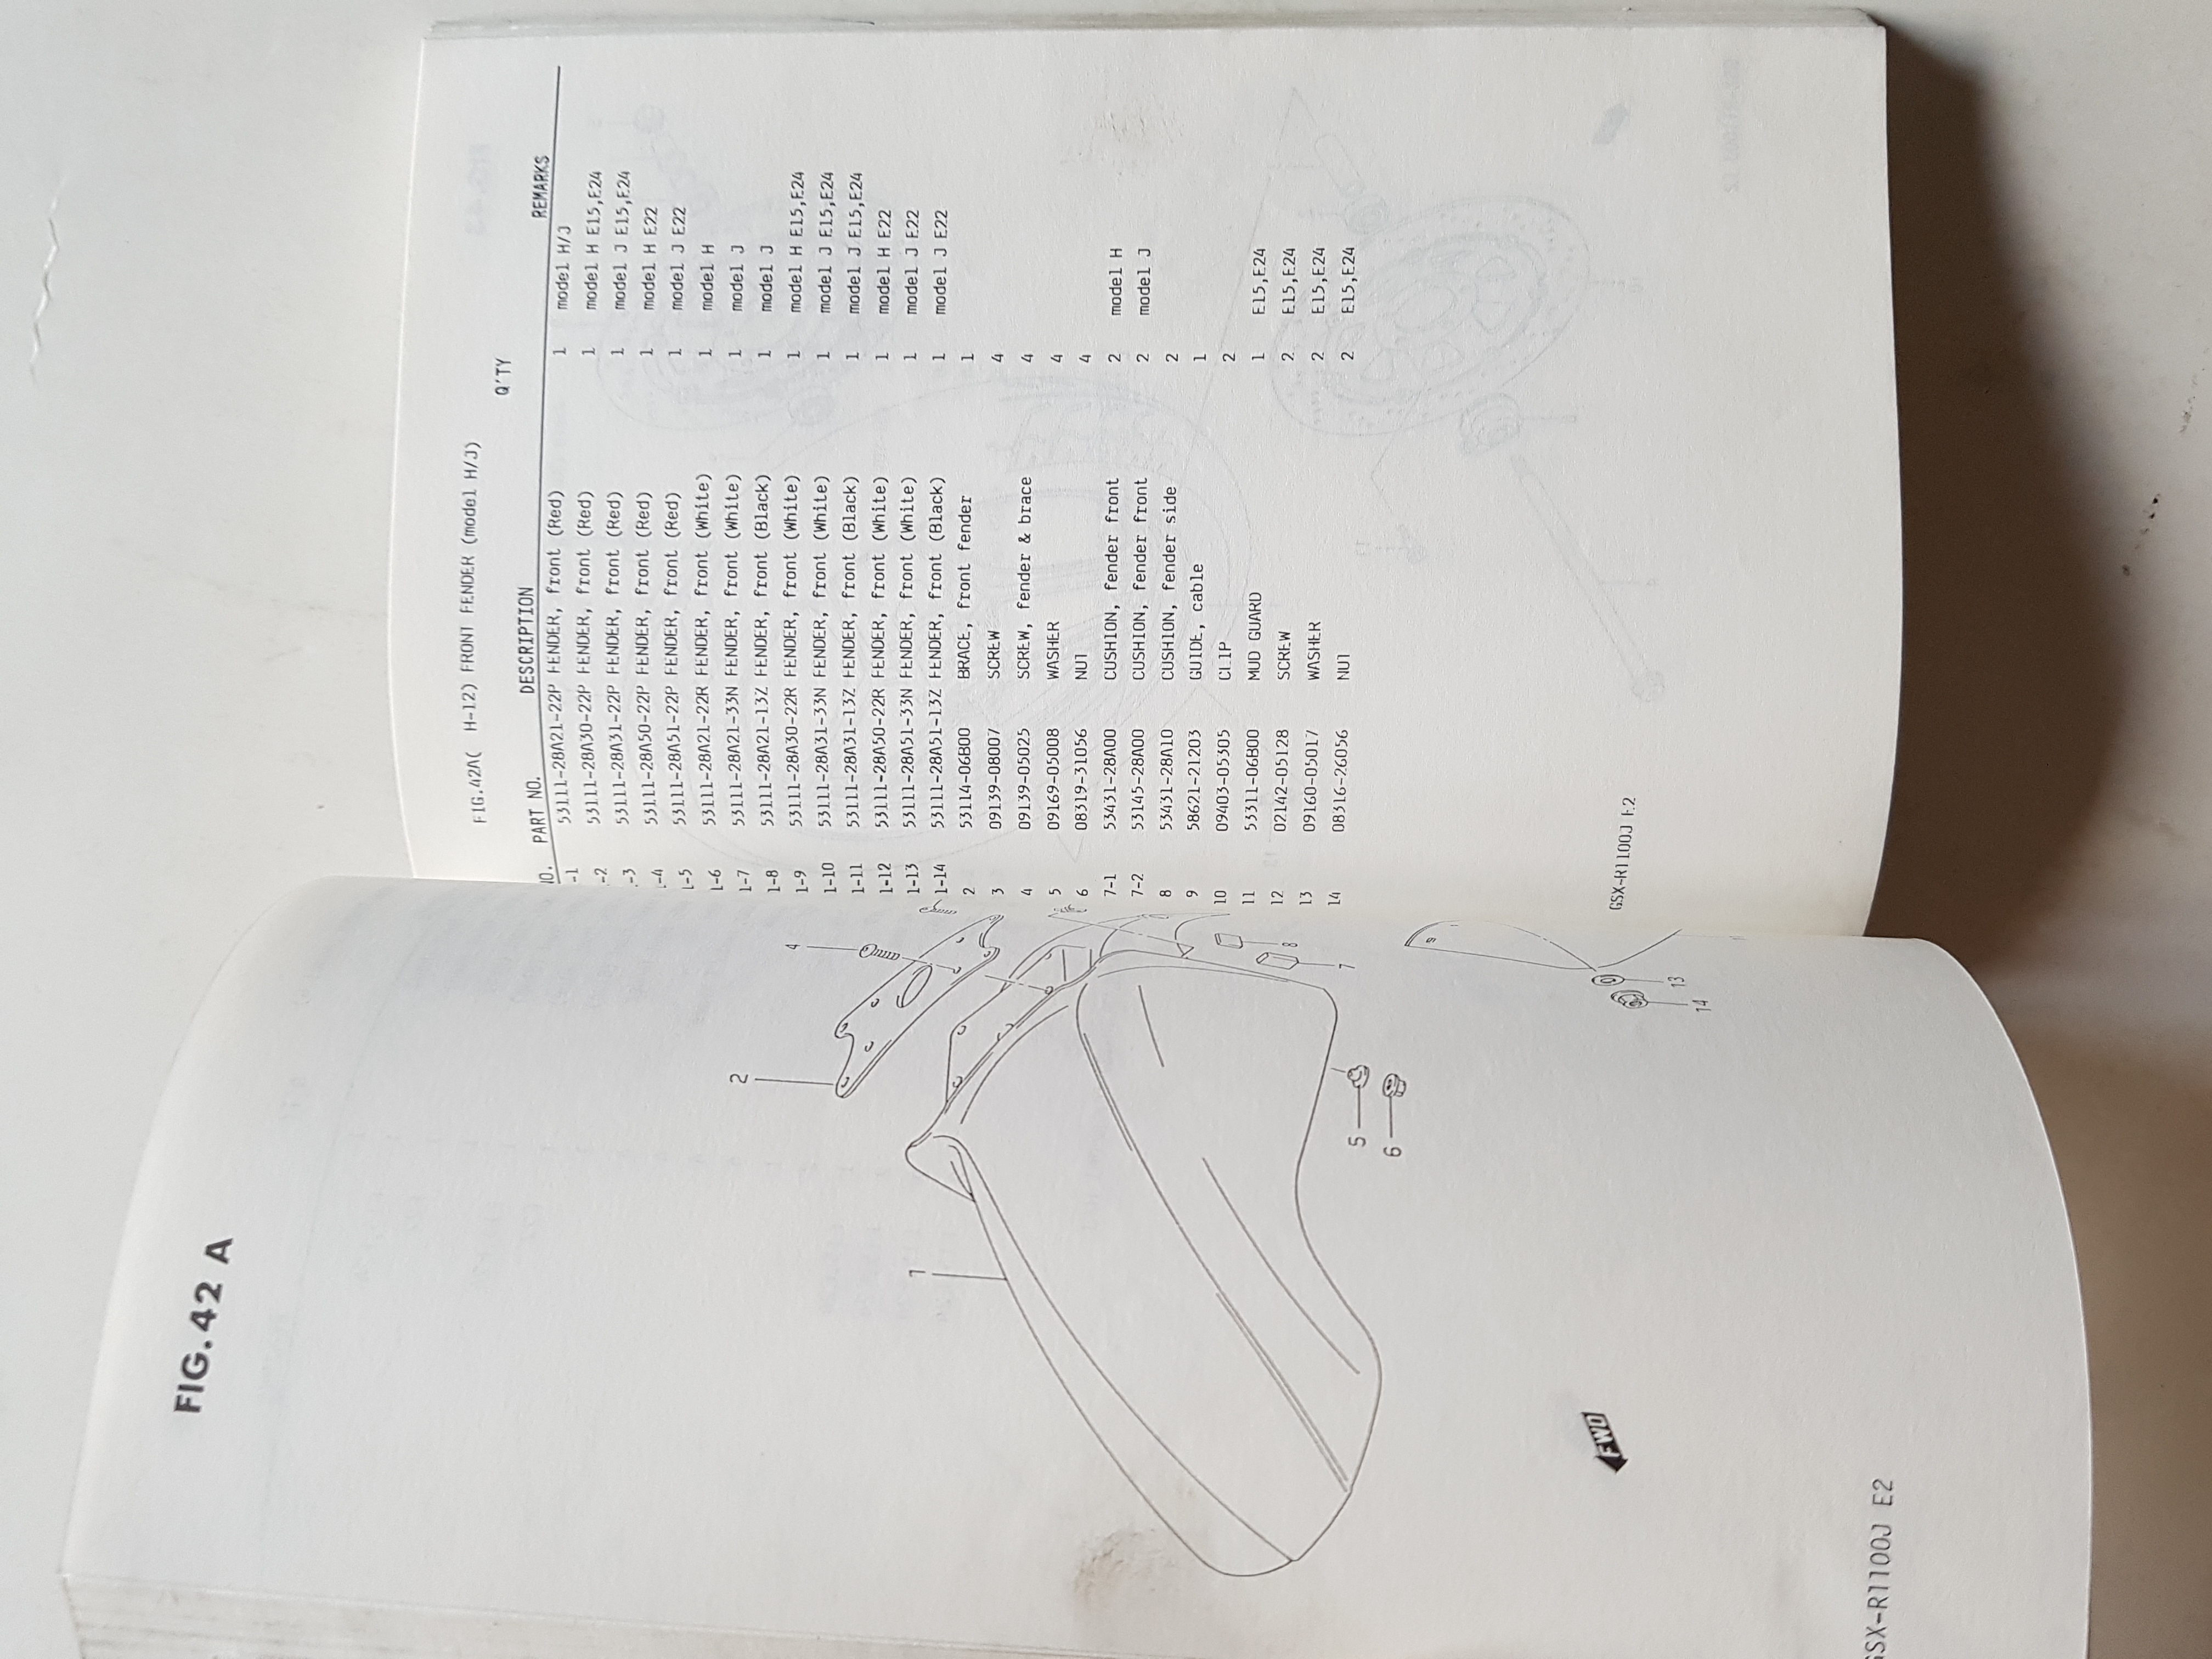 FIG.42 A
1
2
4
5
6
7
8
13
14
FWD
GSX-R1100J E2
FIG.42A( H-12) FRONT FENDER (model H/J)
NO. PART NO. DESCRIPTION Q'TY REMARKS
-1 53111-28A21-22P FENDER, front (Red) 1 model H/J
-2 53111-28A30-22P FENDER, front (Red) 1 model H E15,E24
-3 53111-28A31-22P FENDER, front (Red) 1 model J E15,E24
-4 53111-28A50-22P FENDER, front (Red) 1 model H E22
1-5 53111-28A51-22P FENDER, front (Red) 1 model J E22
1-6 53111-28A21-22R FENDER, front (White) 1 model H
1-7 53111-28A21-33N FENDER, front (White) 1 model J
1-8 53111-28A21-13Z FENDER, front (Black) 1 model J
1-9 53111-28A30-22R FENDER, front (White) 1 model H E15,E24
1-10 53111-28A31-33N FENDER, front (White) 1 model J E15,E24
1-11 53111-28A31-13Z FENDER, front (Black) 1 model J E15,E24
1-12 53111-28A50-22R FENDER, front (White) 1 model H E22
1-13 53111-28A51-33N FENDER, front (White) 1 model J E22
1-14 53111-28A51-13Z FENDER, front (Black) 1 model J E22
2 53114-06B00 BRACE, front fender 1
3 09139-08007 SCREW 4
4 09139-05025 SCREW, fender & brace 4
5 09169-05008 WASHER 4
6 08319-31056 NUT 4
7-1 53431-28A00 CUSHION, fender front 2 model H
7-2 53145-28A00 CUSHION, fender front 2 model J
8 53431-28A10 CUSHION, fender side 2
9 58621-21203 GUIDE, cable 1
10 09403-05305 CLIP 2
11 53311-06B00 MUD GUARD 1 E15,E24
12 02142-05128 SCREW 2 E15,E24
13 09160-05017 WASHER 2 E15,E24
14 08316-26056 NUT 2 E15,E24
GSX-R1100J E2